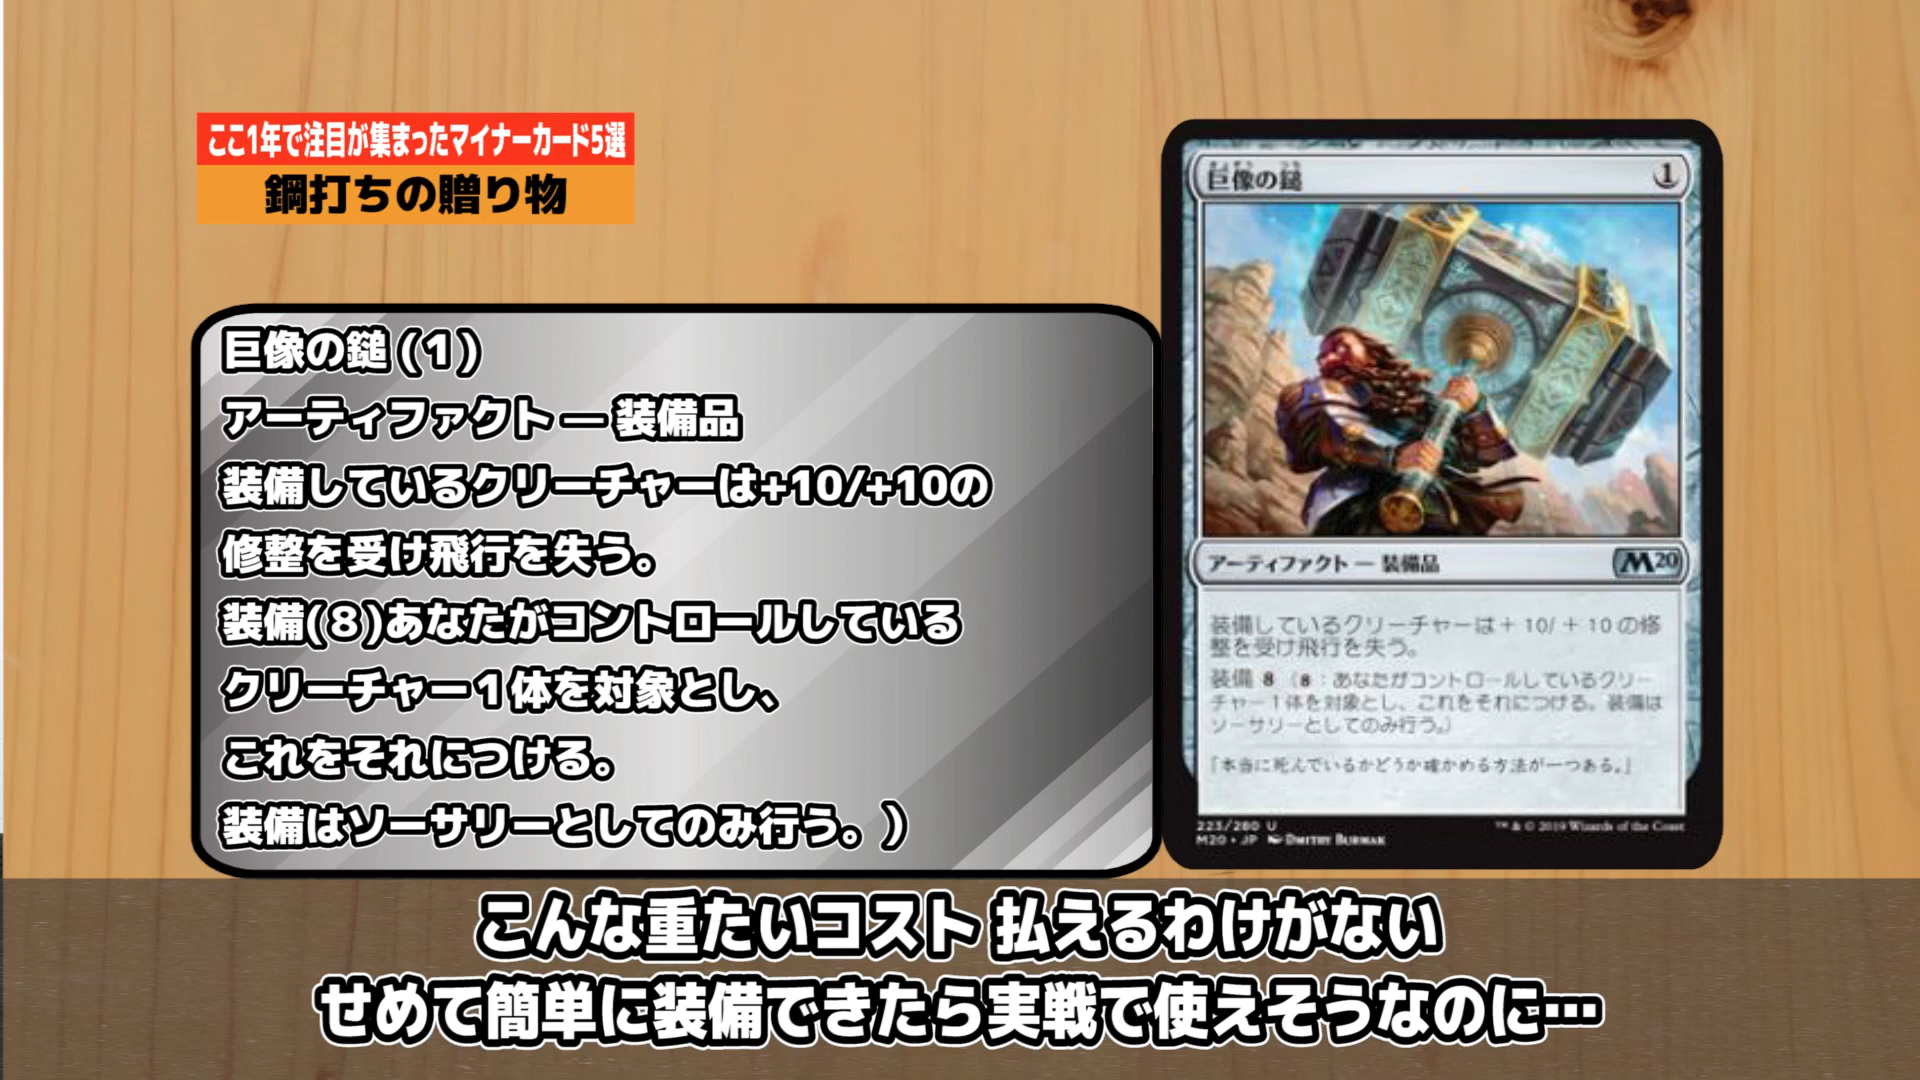 ここ1年で注目が集まったマイナーカード5選
鋼打ちの贈り物
巨像の鎚(1)
アーティファクト ― 装備品
装備しているクリーチャーは+10/+10の
修整を受け飛行を失う。
装備(8)あなたがコントロールしている
クリーチャー1体を対象とし、
これをそれにつける。
装備はソーサリーとしてのみ行う。)
巨像の鎚
1
アーティファクト ― 装備品
M20
装備しているクリーチャーは+10/+10の修
整を受け飛行を失う。
装備 8 (8:あなたがコントロールしているクリー
チャー1体を対象とし、これをそれにつける。装備は
ソーサリーとしてのみ行う。)
「本当に死んでいるかどうか確かめる方法が一つある。」
223/280 U
M20・JP DMITRY BURMAK
™ & © 2019 Wizards of the Coast
こんな重たいコスト 払えるわけがない
せめて簡単に装備できたら実戦で使えそうなのに…